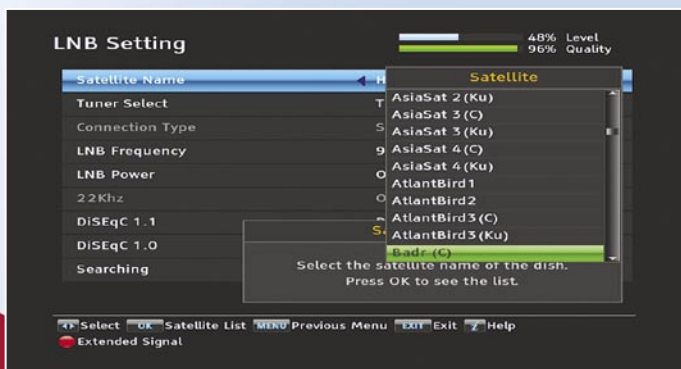 LNB Setting
48% Level
96% Quality
Satellite Name
Tuner Select
Connection Type
LNB Frequency
LNB Power
22Khz
DiSEqC 1.1
DiSEqC 1.0
Searching
Satellite
AsiaSat 2 (Ku)
AsiaSat 3 (C)
AsiaSat 3 (Ku)
AsiaSat 4 (C)
AsiaSat 4 (Ku)
AtlantBird1
AtlantBird2
AtlantBird3 (C)
AtlantBird3 (Ku)
Badr (C)
Select the satellite name of the dish.
Press OK to see the list.
Select OK Satellite List MENU Previous Menu EXIT Exit i Help
Extended Signal